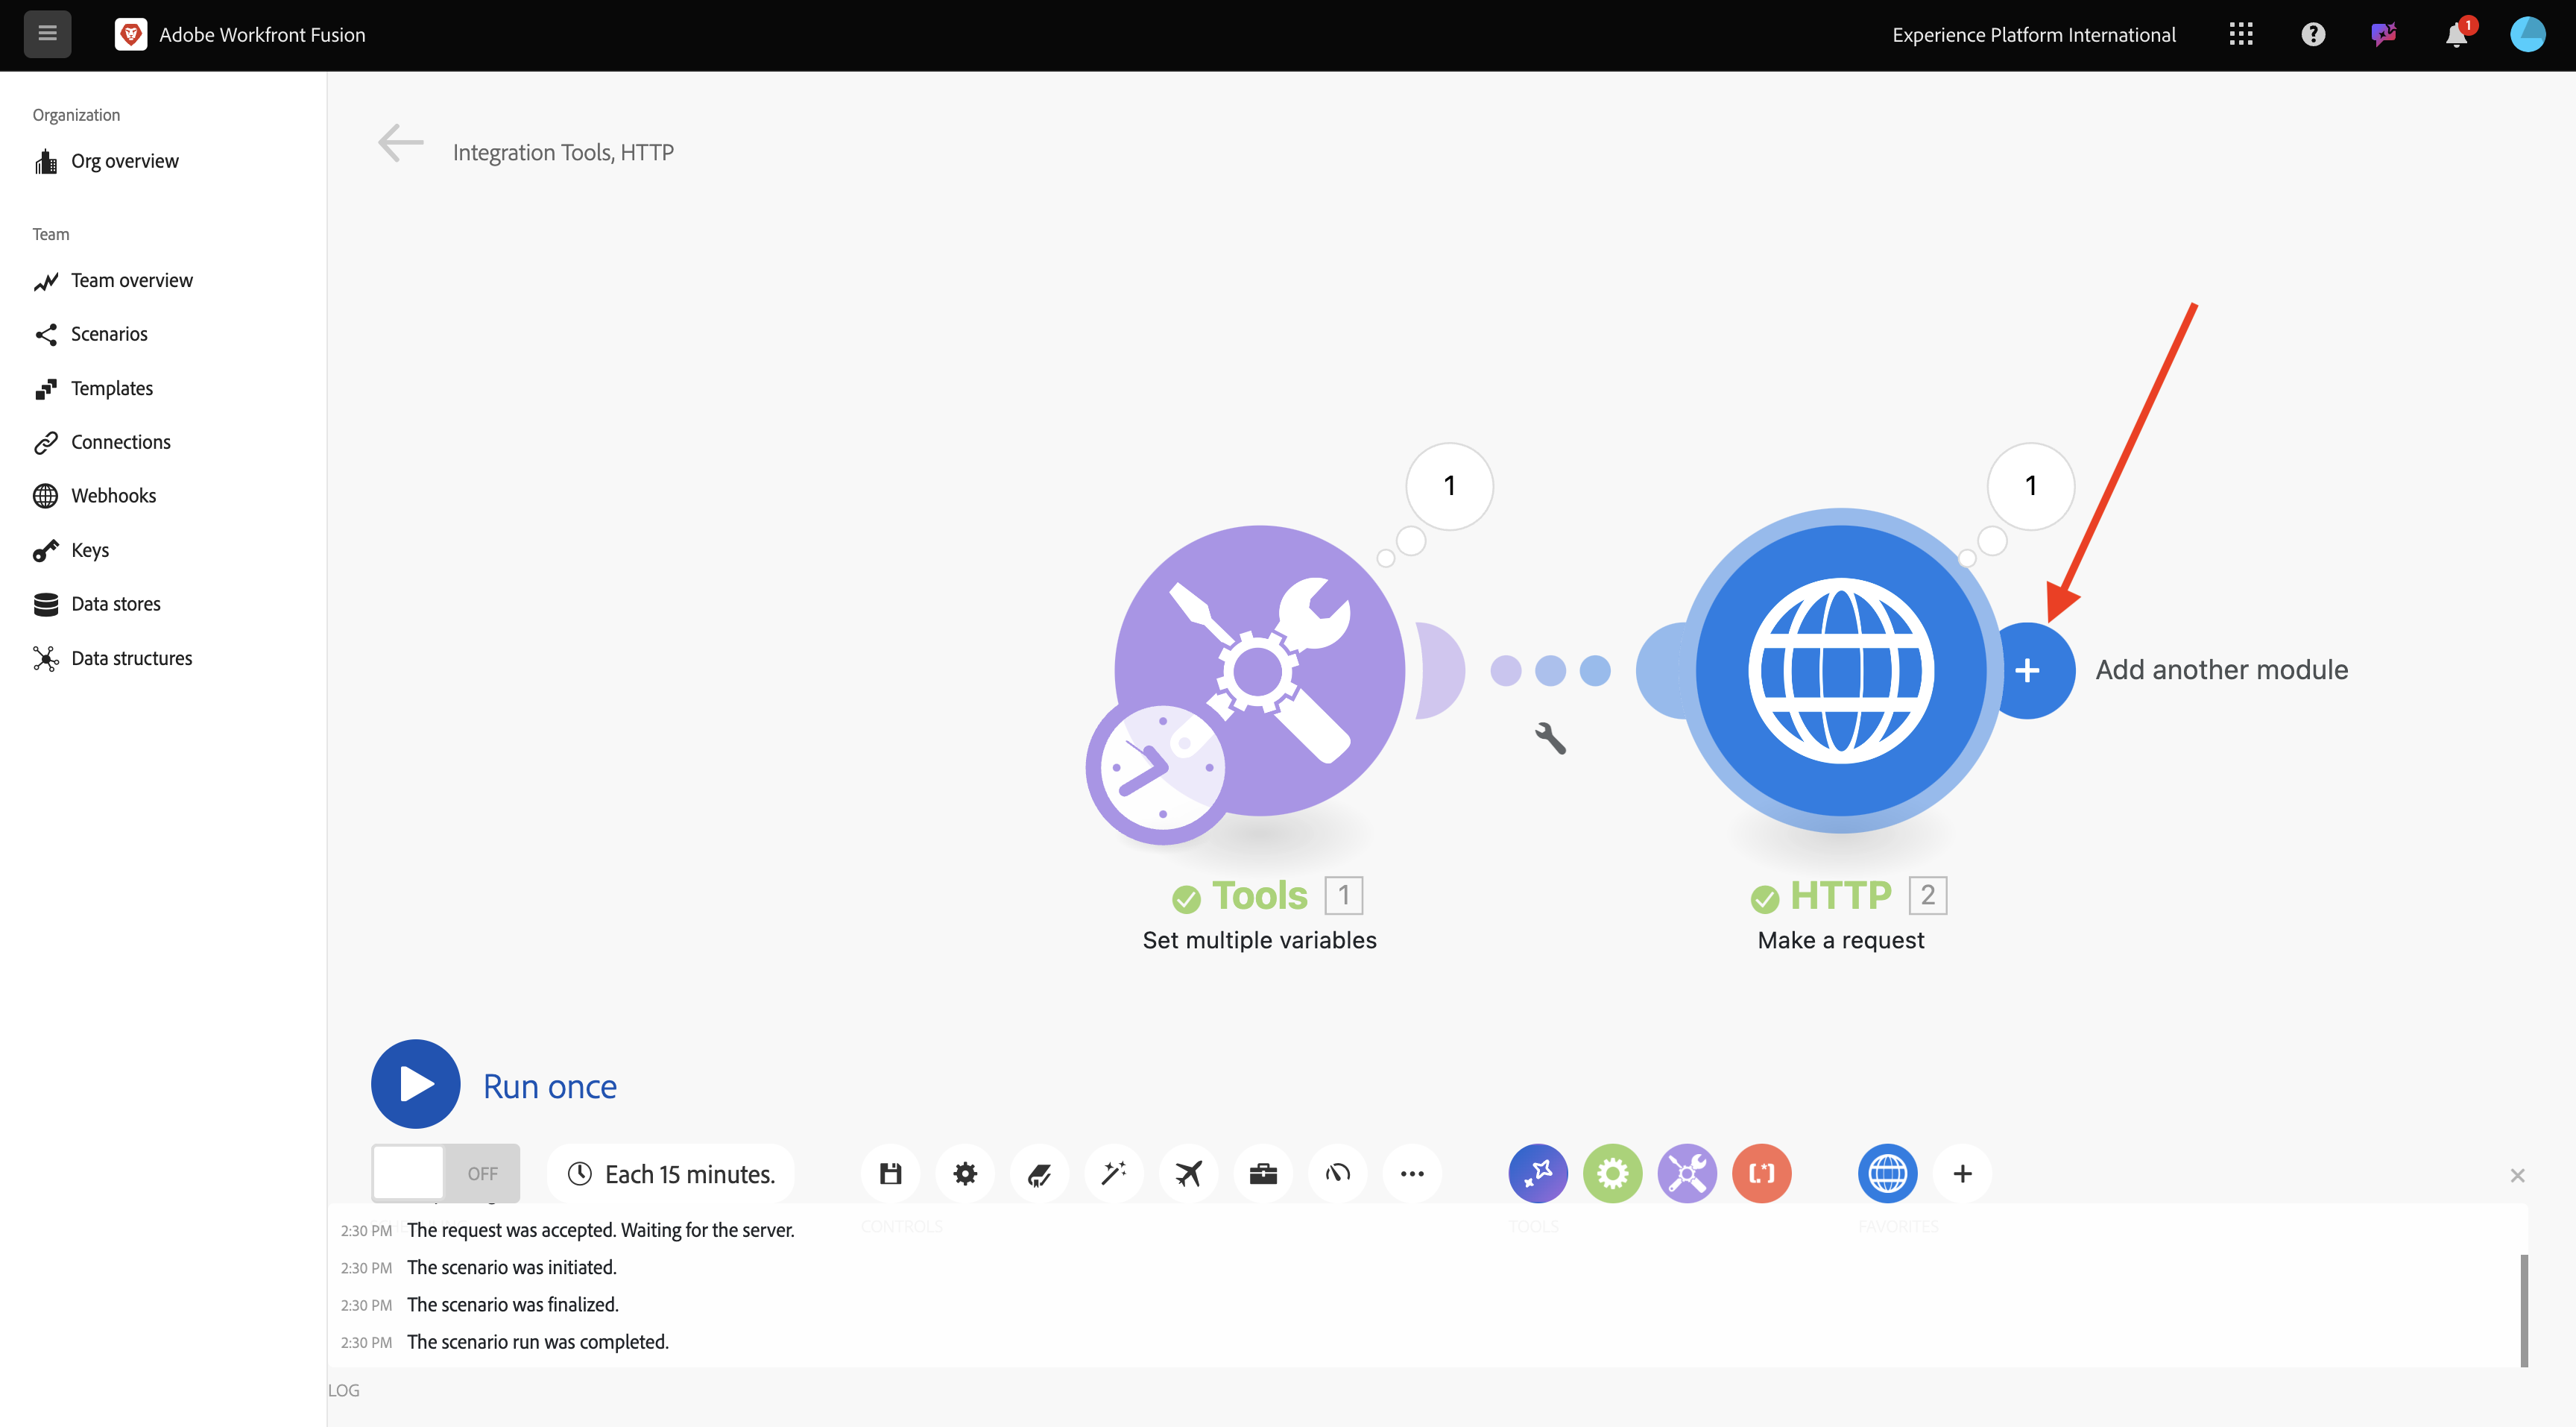 Adobe Workfront Fusion
Experience Platform International
1
Organization
Org overview
Team
Team overview
Scenarios
Templates
Connections
Webhooks
Keys
Data stores
Data structures
Integration Tools, HTTP
1
1
Add another module
Tools 1
Set multiple variables
HTTP 2
Make a request
Run once
OFF
Each 15 minutes.
CONTROLS
TOOLS
FAVORITES
2:30 PM The request was accepted. Waiting for the server.
2:30 PM The scenario was initiated.
2:30 PM The scenario was finalized.
2:30 PM The scenario run was completed.
LOG